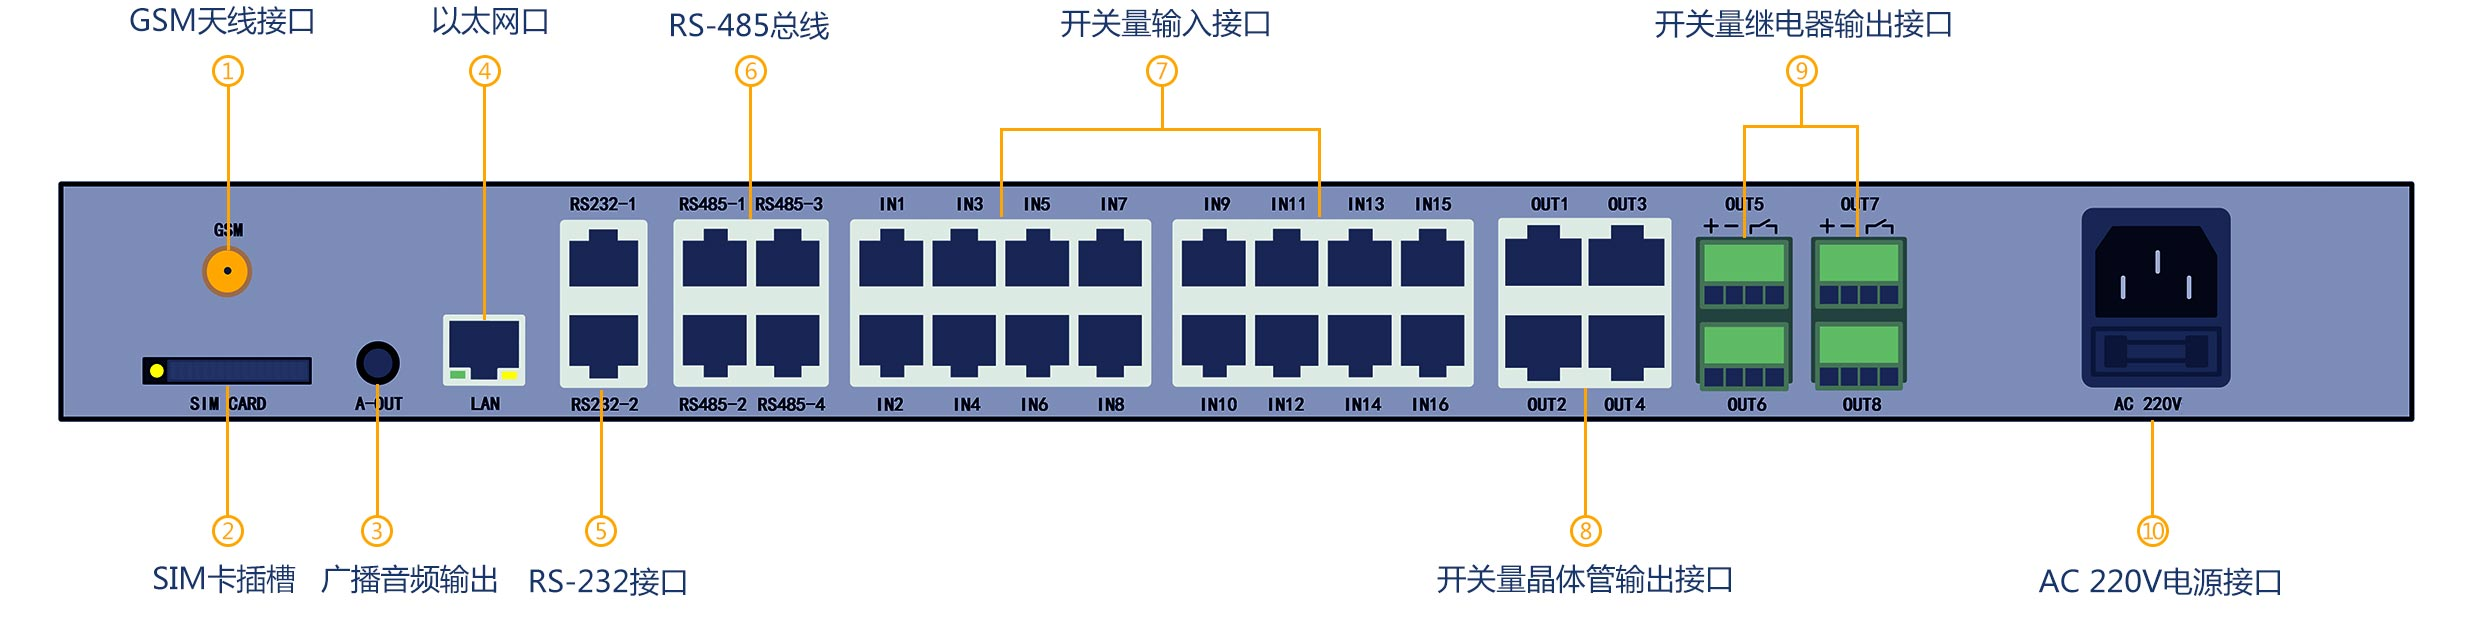 GSM天线接口 以太网口 RS-485总线 开关量输入接口 开关量继电器输出接口
① ④ ⑥ ⑦ ⑨
RS232-1 RS485-1 RS485-3 IN1 IN3 IN5 IN7 IN9 IN11 IN13 IN15 OUT1 OUT3 OUT5 OUT7
+ - + -
GSM
SIM CARD A-OUT LAN RS232-2 RS485-2 RS485-4 IN2 IN4 IN6 IN8 IN10 IN12 IN14 IN16 OUT2 OUT4 OUT6 OUT8 AC 220V
② ③ ⑤ ⑧ ⑩
SIM卡插槽 广播音频输出 RS-232接口 开关量晶体管输出接口 AC 220V电源接口